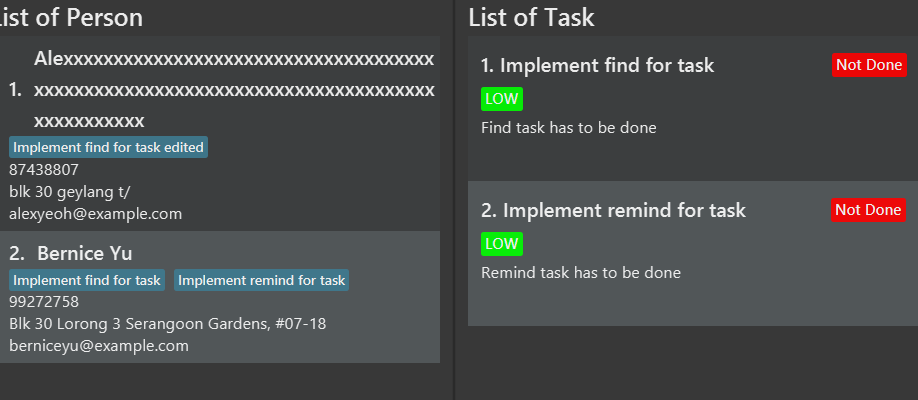 List of Person
Alexxxxxxxxxxxxxxxxxxxxxxxxxxxxxxxxxxxxxx
1. xxxxxxxxxxxxxxxxxxxxxxxxxxxxxxxxxxxxxxxx
xxxxxxxxxxx
Implement find for task edited
87438807
blk 30 geylang t/
alexyeoh@example.com
2. Bernice Yu
Implement find for task Implement remind for task
99272758
Blk 30 Lorong 3 Serangoon Gardens, #07-18
berniceyu@example.com
List of Task
1. Implement find for task Not Done
LOW
Find task has to be done
2. Implement remind for task Not Done
LOW
Remind task has to be done